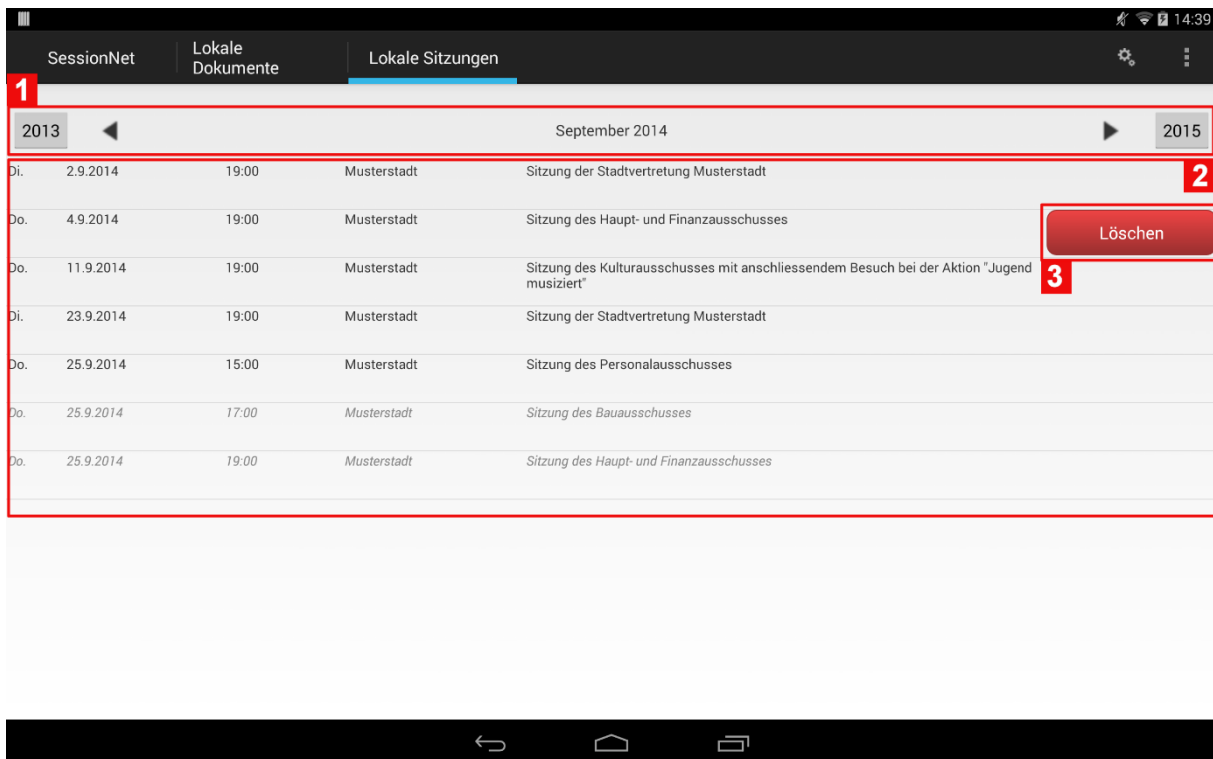 14:39
SessionNet
Lokale
Dokumente
Lokale Sitzungen
1
2013 September 2014 2015
2
Di. 2.9.2014 19:00 Musterstadt Sitzung der Stadtvertretung Musterstadt
Do. 4.9.2014 19:00 Musterstadt Sitzung des Haupt- und Finanzausschusses
Löschen
3
Do. 11.9.2014 19:00 Musterstadt Sitzung des Kulturausschusses mit anschliessendem Besuch bei der Aktion "Jugend
musiziert"
Di. 23.9.2014 19:00 Musterstadt Sitzung der Stadtvertretung Musterstadt
Do. 25.9.2014 15:00 Musterstadt Sitzung des Personalausschusses
Do. 25.9.2014 17:00 Musterstadt Sitzung des Bauausschusses
Do. 25.9.2014 19:00 Musterstadt Sitzung des Haupt- und Finanzausschusses